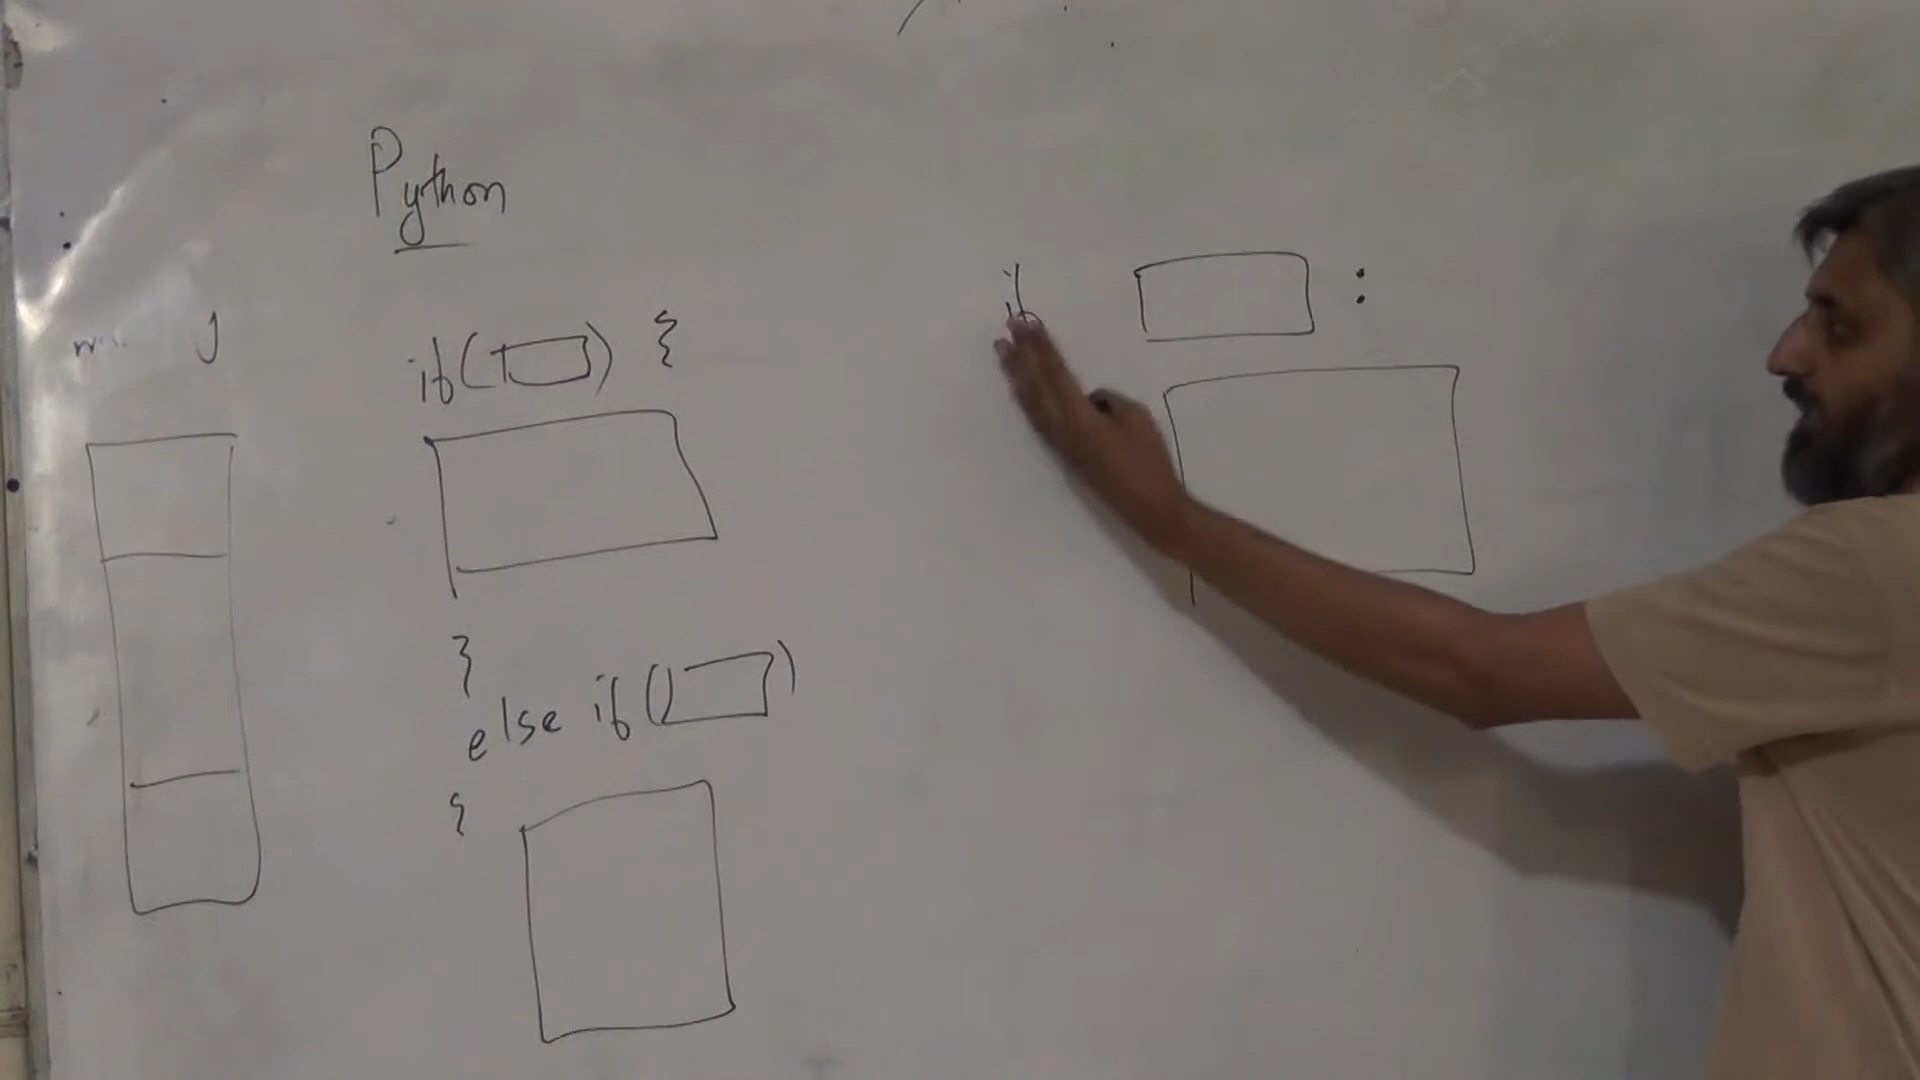 Python
if ( ) {
}
else if ( )
{
if :